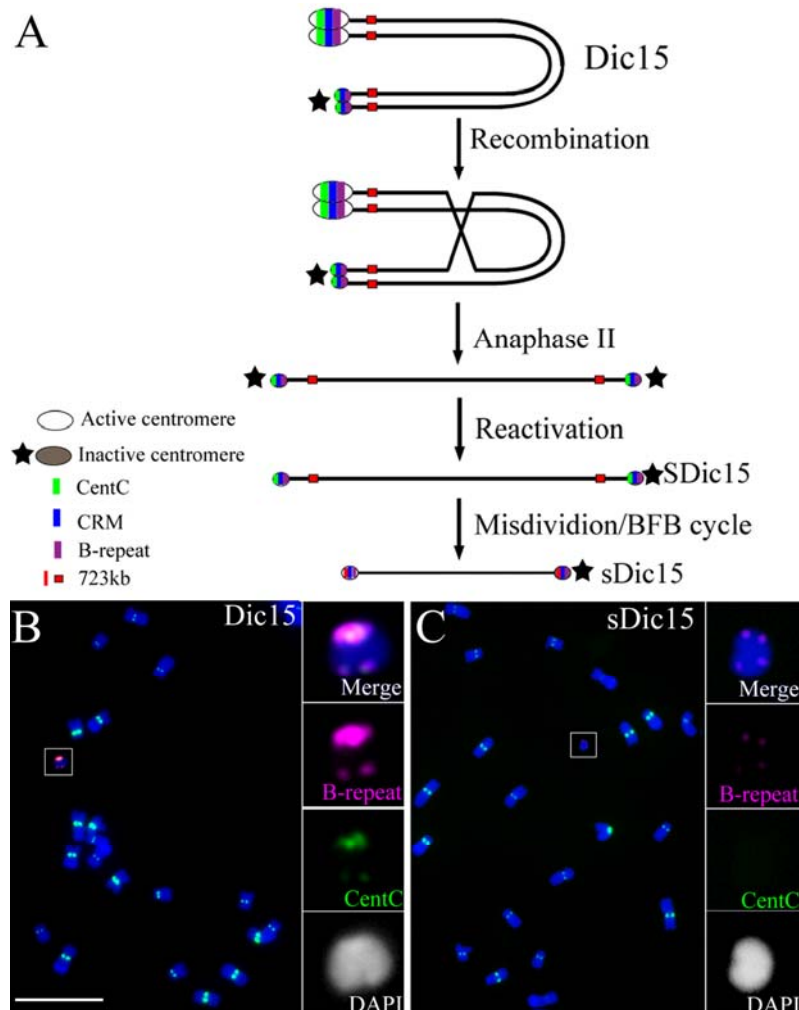 A
Dic15
Recombination
Anaphase II
Active centromere
Inactive centromere
Reactivation
CentC
SDic15
CRM
Misdividion/BFB cycle
B-repeat
723kb
sDic15
B
Dic15
Merge
B-repeat
CentC
DAPI
C
sDic15
Merge
B-repeat
CentC
DAPI